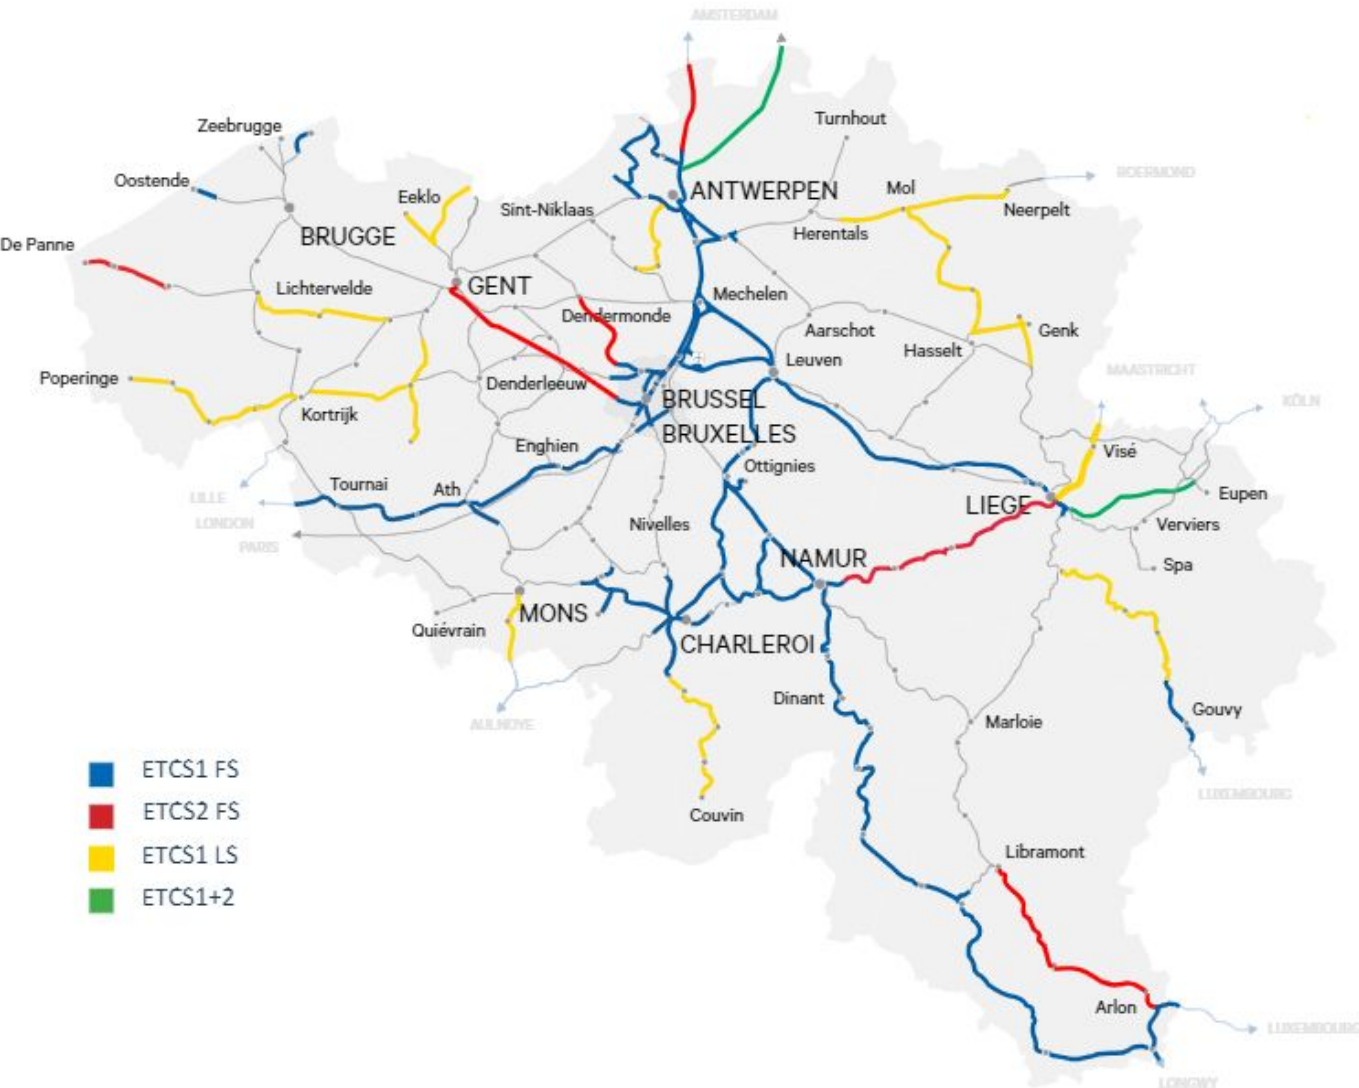 AMSTERDAM
Turnhout
Zeebrugge
Oostende
Eeklo
Sint-Niklaas
ANTWERPEN
Mol
ROERMOND
Neerpelt
Herentals
De Panne
BRUGGE
Lichtervelde
GENT
Mechelen
Dendermonde
Aarschot
Genk
Hasselt
Leuven
MAASTRICHT
Poperinge
Denderleeuw
BRUSSEL
BRUXELLES
KÖLN
Kortrijk
Enghien
Ottignies
Visé
Tournai
Ath
LILLE
LIEGE
Eupen
LONDON
Nivelles
Verviers
PARIS
NAMUR
Spa
MONS
Quiévrain
CHARLEROI
Dinant
AULNOYE
Marloie
Gouvy
ETCS1 FS
LUXEMBOURG
ETCS2 FS
Couvin
ETCS1 LS
Libramont
ETCS1+2
Arlon
LUXEMBOURG
LONGWY